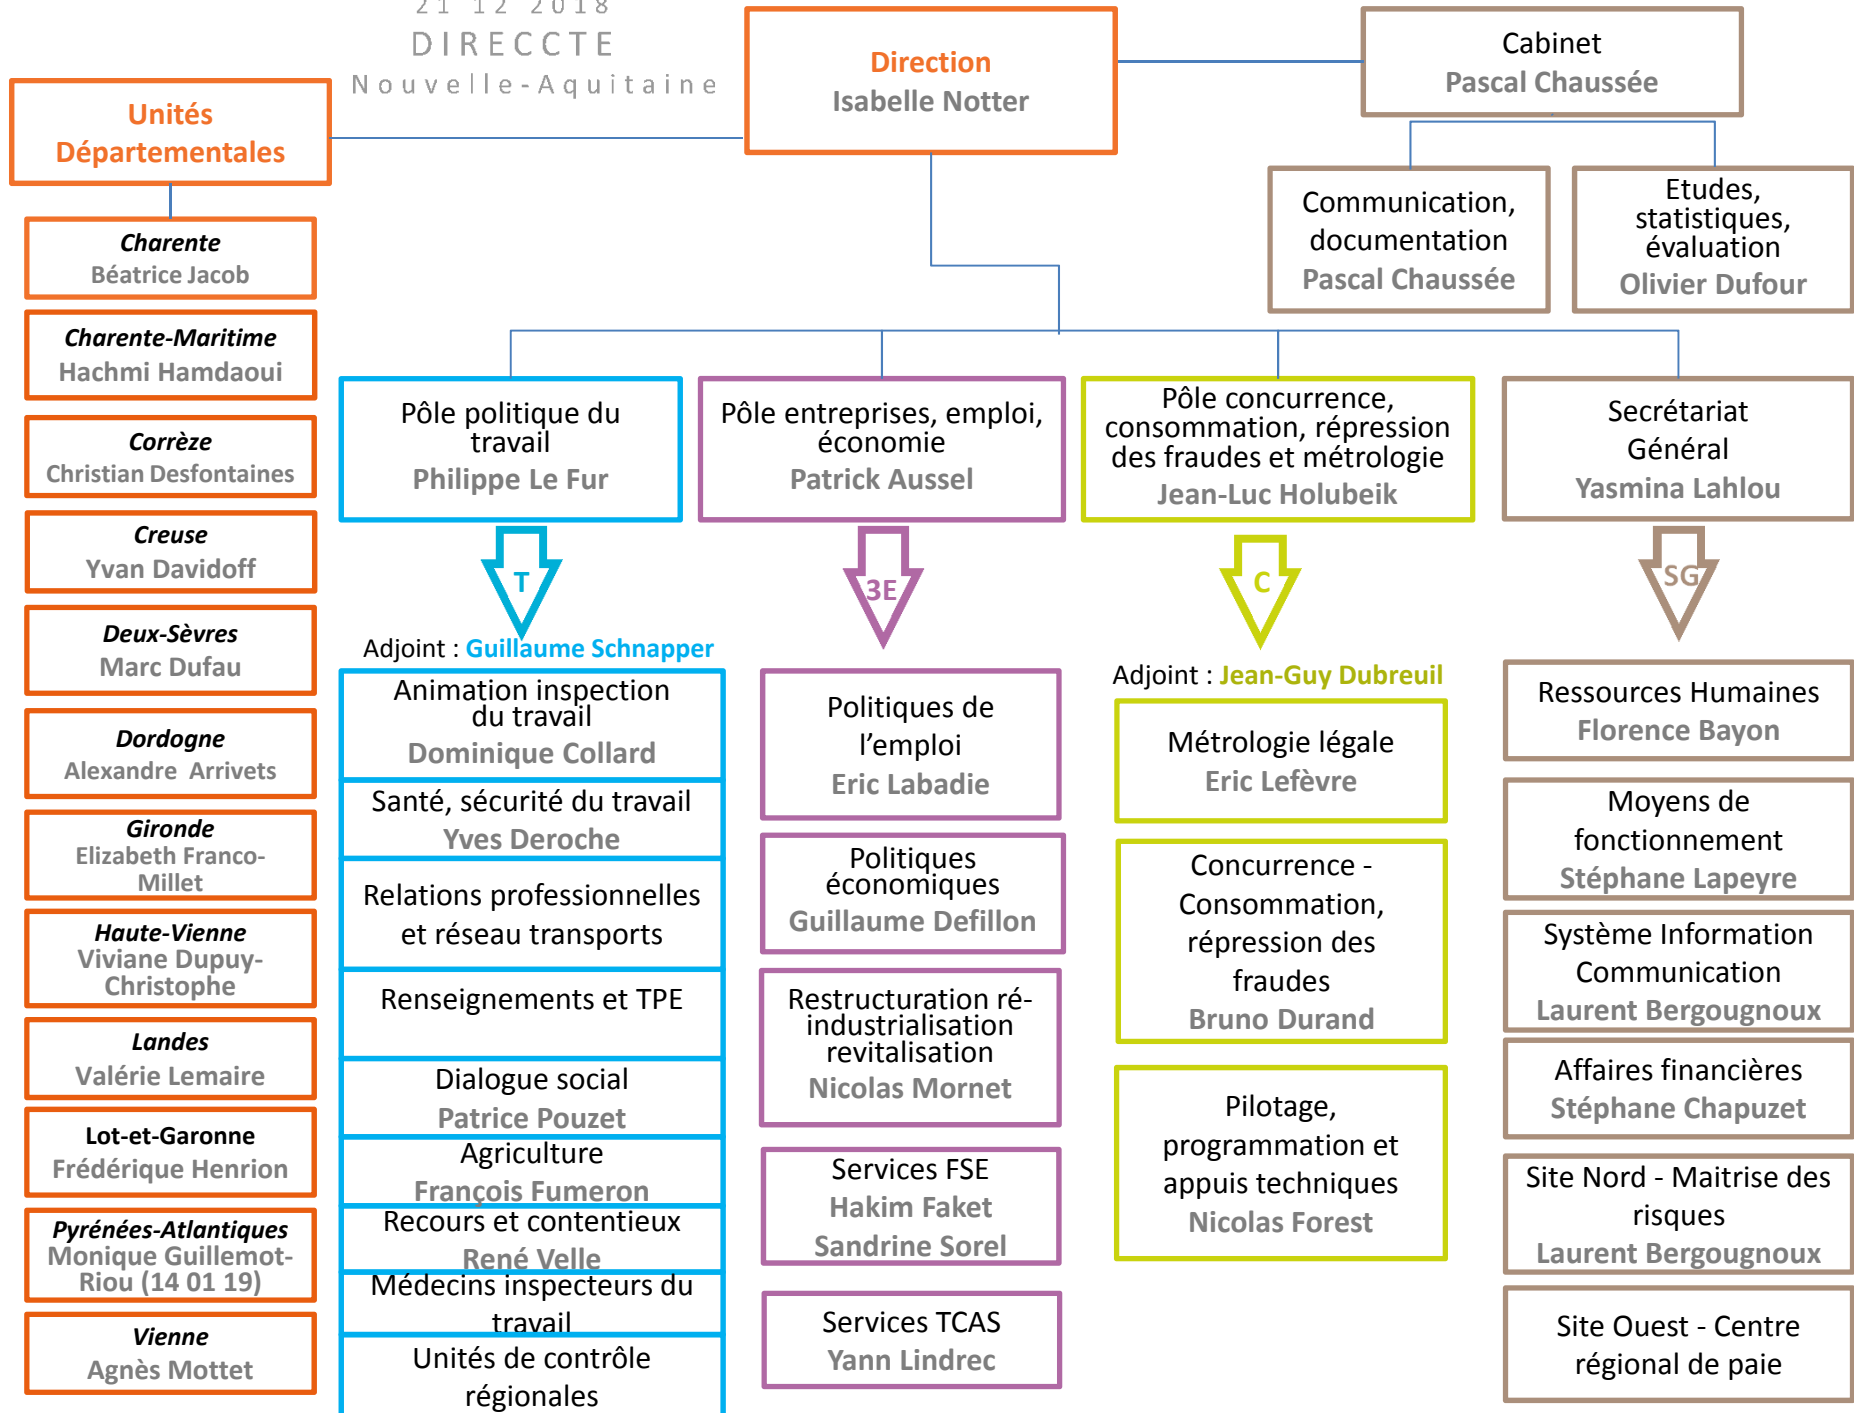 21 12 2018
DIRECCTE
Nouvelle-Aquitaine
Direction
Isabelle Notter
Cabinet
Pascal Chaussée
Communication,
documentation
Pascal Chaussée
Etudes,
statistiques,
évaluation
Olivier Dufour
Unités
Départementales
Charente
Béatrice Jacob
Charente-Maritime
Hachmi Hamdaoui
Corrèze
Christian Desfontaines
Creuse
Yvan Davidoff
Deux-Sèvres
Marc Dufau
Dordogne
Alexandre Arrivets
Gironde
Elizabeth Franco-
Millet
Haute-Vienne
Viviane Dupuy-
Christophe
Landes
Valérie Lemaire
Lot-et-Garonne
Frédérique Henrion
Pyrénées-Atlantiques
Monique Guillemot-
Riou (14 01 19)
Vienne
Agnès Mottet
Pôle politique du
travail
Philippe Le Fur
T
Adjoint : Guillaume Schnapper
Animation inspection
du travail
Dominique Collard
Santé, sécurité du travail
Yves Deroche
Relations professionnelles
et réseau transports
Renseignements et TPE
Dialogue social
Patrice Pouzet
Agriculture
François Fumeron
Recours et contentieux
René Velle
Médecins inspecteurs du
travail
Unités de contrôle
régionales
Pôle entreprises, emploi,
économie
Patrick Aussel
3E
Politiques de
l'emploi
Eric Labadie
Politiques
économiques
Guillaume Defillon
Restructuration ré-
industrialisation
revitalisation
Nicolas Mornet
Services FSE
Hakim Faket
Sandrine Sorel
Services TCAS
Yann Lindrec
Pôle concurrence,
consommation, répression
des fraudes et métrologie
Jean-Luc Holubeik
C
Adjoint : Jean-Guy Dubreuil
Métrologie légale
Eric Lefèvre
Concurrence -
Consommation,
répression des
fraudes
Bruno Durand
Pilotage,
programmation et
appuis techniques
Nicolas Forest
Secrétariat
Général
Yasmina Lahlou
SG
Ressources Humaines
Florence Bayon
Moyens de
fonctionnement
Stéphane Lapeyre
Système Information
Communication
Laurent Bergougnoux
Affaires financières
Stéphane Chapuzet
Site Nord - Maitrise des
risques
Laurent Bergougnoux
Site Ouest - Centre
régional de paie